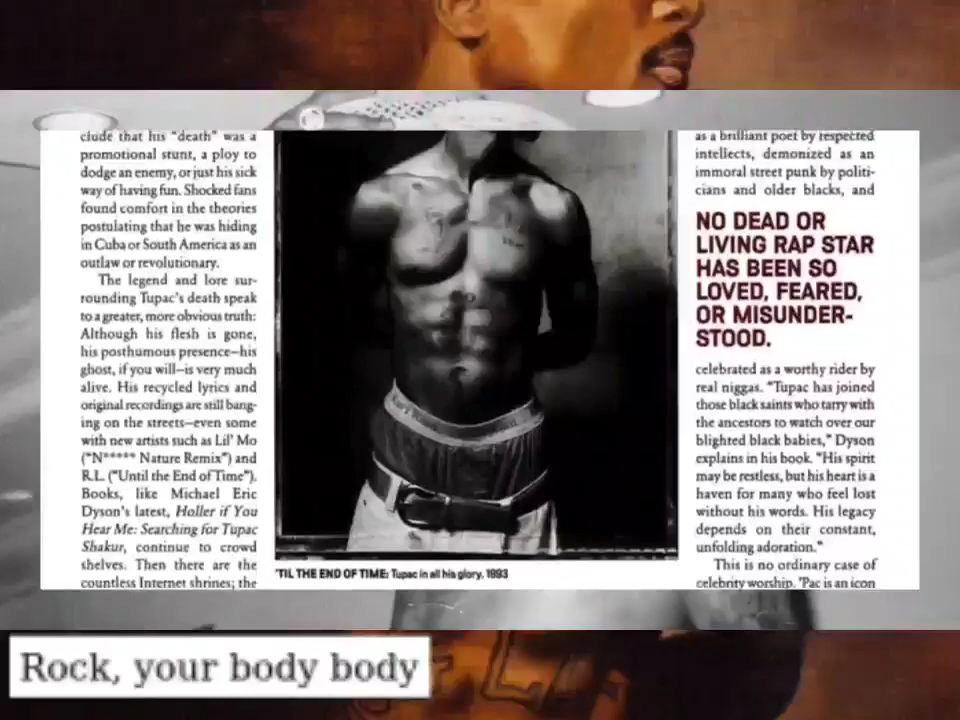 clude that his "death" was a
promotional stunt, a ploy to
dodge an enemy, or just his sick
way of having fun. Shocked fans
found comfort in the theories
postulating that he was hiding
in Cuba or South America as an
outlaw or revolutionary.
The legend and lore sur-
rounding Tupac's death speak
to a greater, more obvious truth:
Although his flesh is gone,
his posthumous presence—his
ghost, if you will—is very much
alive. His recycled lyrics and
original recordings are still bang-
ing on the streets—even some
with new artists such as Lil' Mo
("N***** Nature Remix") and
R.L. ("Until the End of Time").
Books, like Michael Eric
Dyson's latest, Holler if You
Hear Me: Searching for Tupac
Shakur, continue to crowd
shelves. Then there are the
countless Internet shrines; the
'TIL THE END OF TIME: Tupac in all his glory, 1993
as a brilliant poet by respected
intellects, demonized as an
immoral street punk by politi-
cians and older blacks, and
NO DEAD OR
LIVING RAP STAR
HAS BEEN SO
LOVED, FEARED,
OR MISUNDER-
STOOD.
celebrated as a worthy rider by
real niggas. "Tupac has joined
those black saints who tarry with
the ancestors to watch over our
blighted black babies," Dyson
explains in his book. "His spirit
may be restless, but his heart is a
haven for many who feel lost
without his words. His legacy
depends on their constant,
unfolding adoration."
This is no ordinary case of
celebrity worship. 'Pac is an icon
Rock, your body body